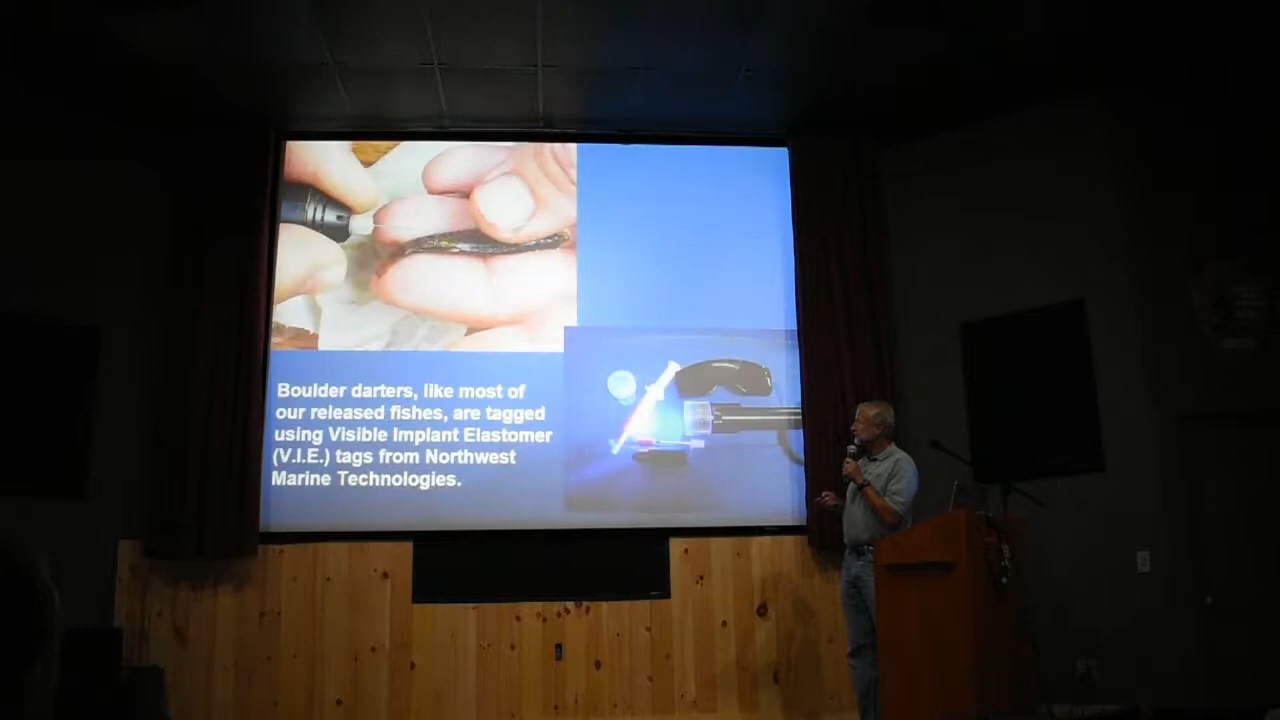 Boulder darters, like most of
our released fishes, are tagged
using Visible Implant Elastomer
(V.I.E.) tags from Northwest
Marine Technologies.